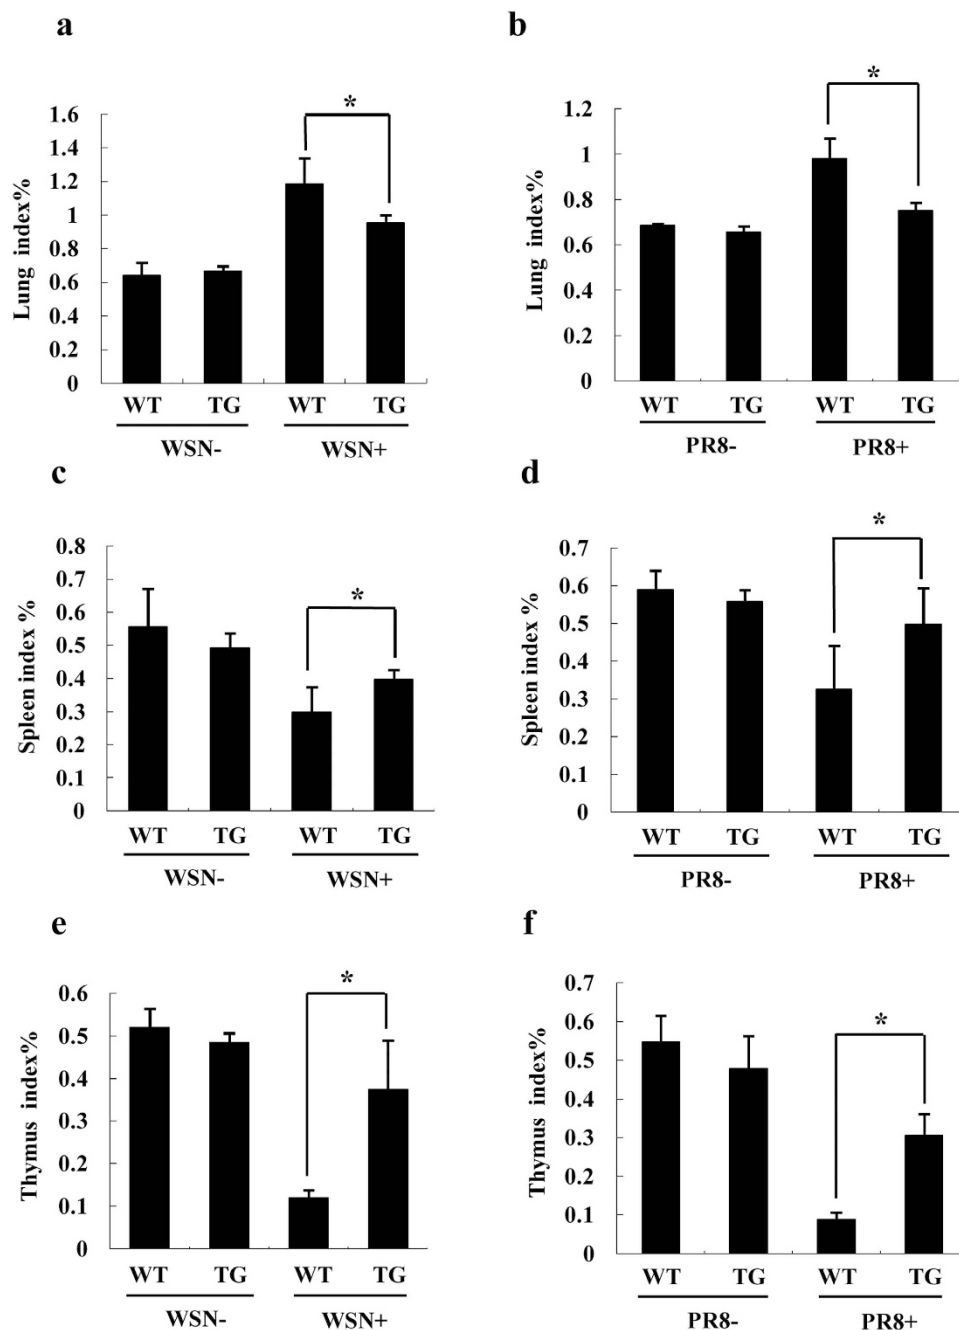 a
*
1.6
1.4
1.2
1
0.8
0.6
0.4
0.2
0
Lung index%
WT TG WT TG
WSN- WSN+
b
*
1.2
1
0.8
0.6
0.4
0.2
0
Lung index%
WT TG WT TG
PR8- PR8+
c
*
0.8
0.7
0.6
0.5
0.4
0.3
0.2
0.1
0
Spleen index %
WT TG WT TG
WSN- WSN+
d
*
0.7
0.6
0.5
0.4
0.3
0.2
0.1
0
Spleen index %
WT TG WT TG
PR8- PR8+
e
*
0.6
0.5
0.4
0.3
0.2
0.1
0
Thymus index%
WT TG WT TG
WSN- WSN+
f
*
0.7
0.6
0.5
0.4
0.3
0.2
0.1
0
Thymus index%
WT TG WT TG
PR8- PR8+